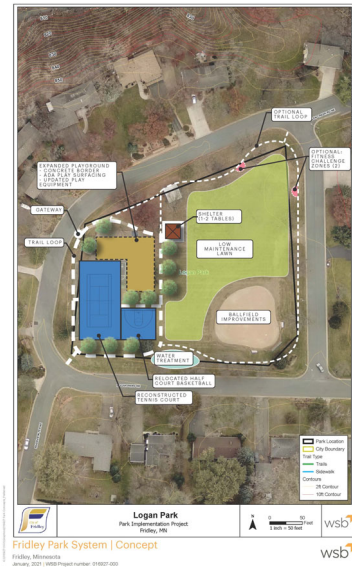 OPTIONAL
TRAIL LOOP
OPTIONAL:
FITNESS
CHALLENGE
ZONES (2)
EXPANDED PLAYGROUND
- CONCRETE BORDER
- ADA PLAY SURFACING
- UPDATED PLAY
EQUIPMENT
GATEWAY
TRAIL LOOP
SHELTER
(1-2 TABLES)
LOW
MAINTENANCE
LAWN
BALLFIELD
IMPROVEMENTS
WATER
TREATMENT
RELOCATED HALF
COURT BASKETBALL
RECONSTRUCTED
TENNIS COURT
Park Location
City Boundary
Trail Type
Trails
Sidewalk
Contours
2ft Contour
10ft Contour
Fridley
Logan Park
Park Implementation Project
Fridley, MN
N
0 50
Feet
1 inch = 50 feet
wsb
Fridley Park System | Concept
Fridley, Minnesota
January, 2021 | WSB Project number: 016937-000
wsb